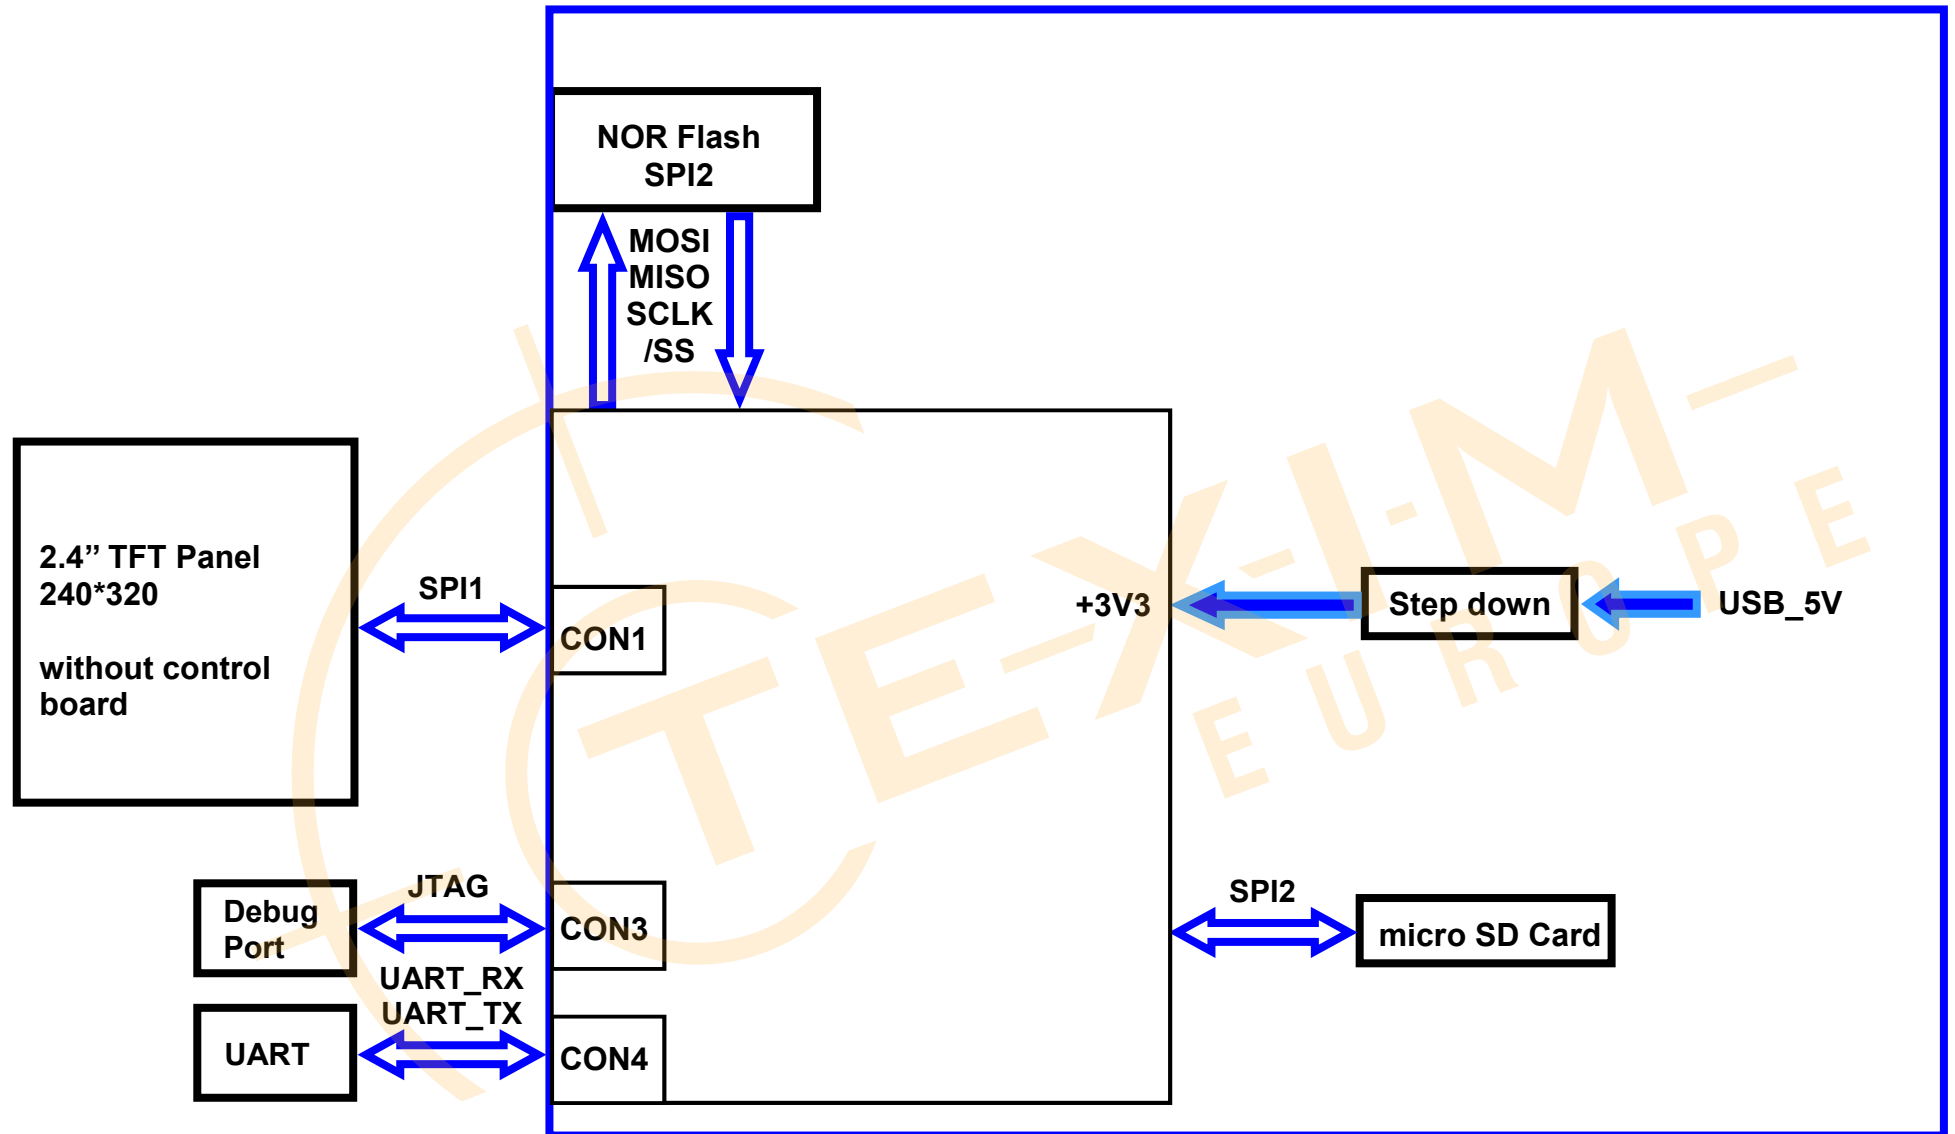 NOR Flash
SPI2
MOSI
MISO
SCLK
/SS
2.4” TFT Panel
240*320
without control
board
SPI1
CON1
+3V3
Step down
USB_5V
JTAG
Debug
Port
CON3
SPI2
micro SD Card
UART_RX
UART_TX
UART
CON4
TE-X-I-M-
EUROPE